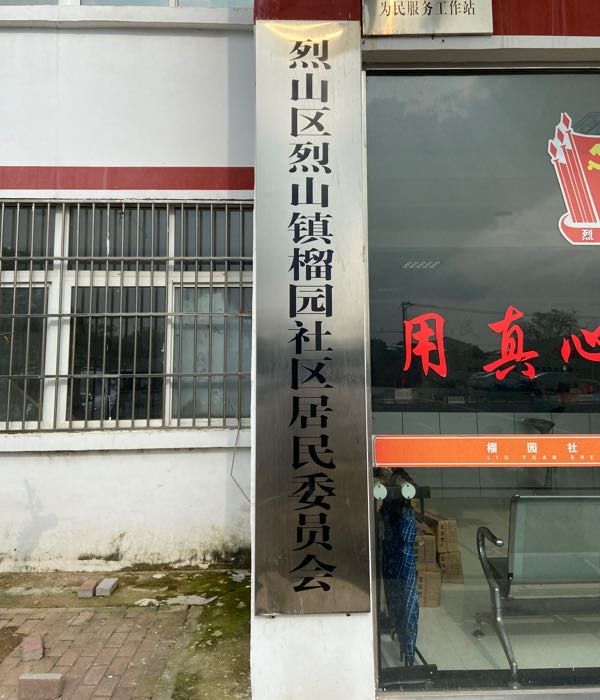 为民服务工作站
烈山区烈山镇榴园社区居民委员会
烈
用真心
榴园社
LIU YUAN SHE